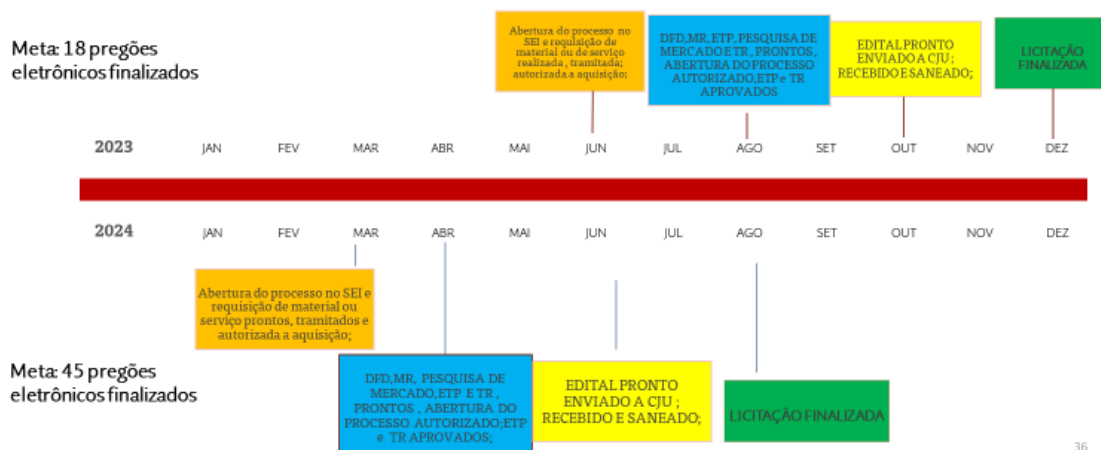 Meta: 18 pregões
eletrônicos finalizados
Abertura do processo no
SEI e requisição de
material ou de serviço
realizada , tramitada;
autorizada a aquisição;
DFD,MR,ETP,PESQUISA DE
MERCADO E TR , PRONTOS ,
ABERTURA DO PROCESSO
AUTORIZADO,ETP e TR
APROVADOS
EDITAL PRONTO
ENVIADO A CJU ;
RECEBIDO E SANEADO;
LICITAÇÃO
FINALIZADA
2023 JAN FEV MAR ABR MAI JUN JUL AGO SET OUT NOV DEZ
2024 JAN FEV MAR ABR MAI JUN JUL AGO SET OUT NOV DEZ
Abertura do processo no SEI e
requisição de material ou
serviço prontos, tramitados e
autorizada a aquisição;
Meta: 45 pregões
eletrônicos finalizados
DFD,MR, PESQUISA DE
MERCADO,ETP E TR ,
PRONTOS , ABERTURA DO
PROCESSO AUTORIZADO;ETP
e TR APROVADOS;
EDITAL PRONTO
ENVIADO A CJU ;
RECEBIDO E SANEADO;
LICITAÇÃO FINALIZADA
36